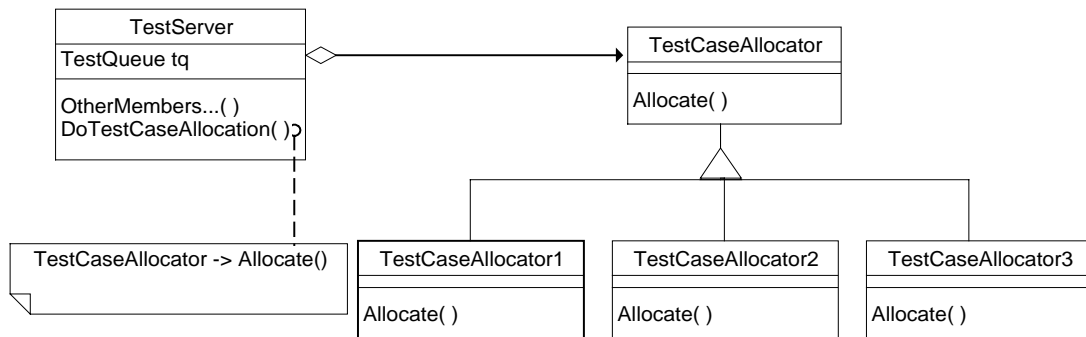 TestServer
TestQueue tq
OtherMembers...( )
DoTestCaseAllocation( )
TestCaseAllocator
Allocate( )
TestCaseAllocator -> Allocate()
TestCaseAllocator1
Allocate( )
TestCaseAllocator2
Allocate( )
TestCaseAllocator3
Allocate( )